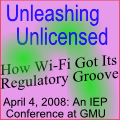 Unleashing
Unlicensed
How Wi-Fi Got Its
Regulatory Groove
April 4, 2008: An IEP
Conference at GMU